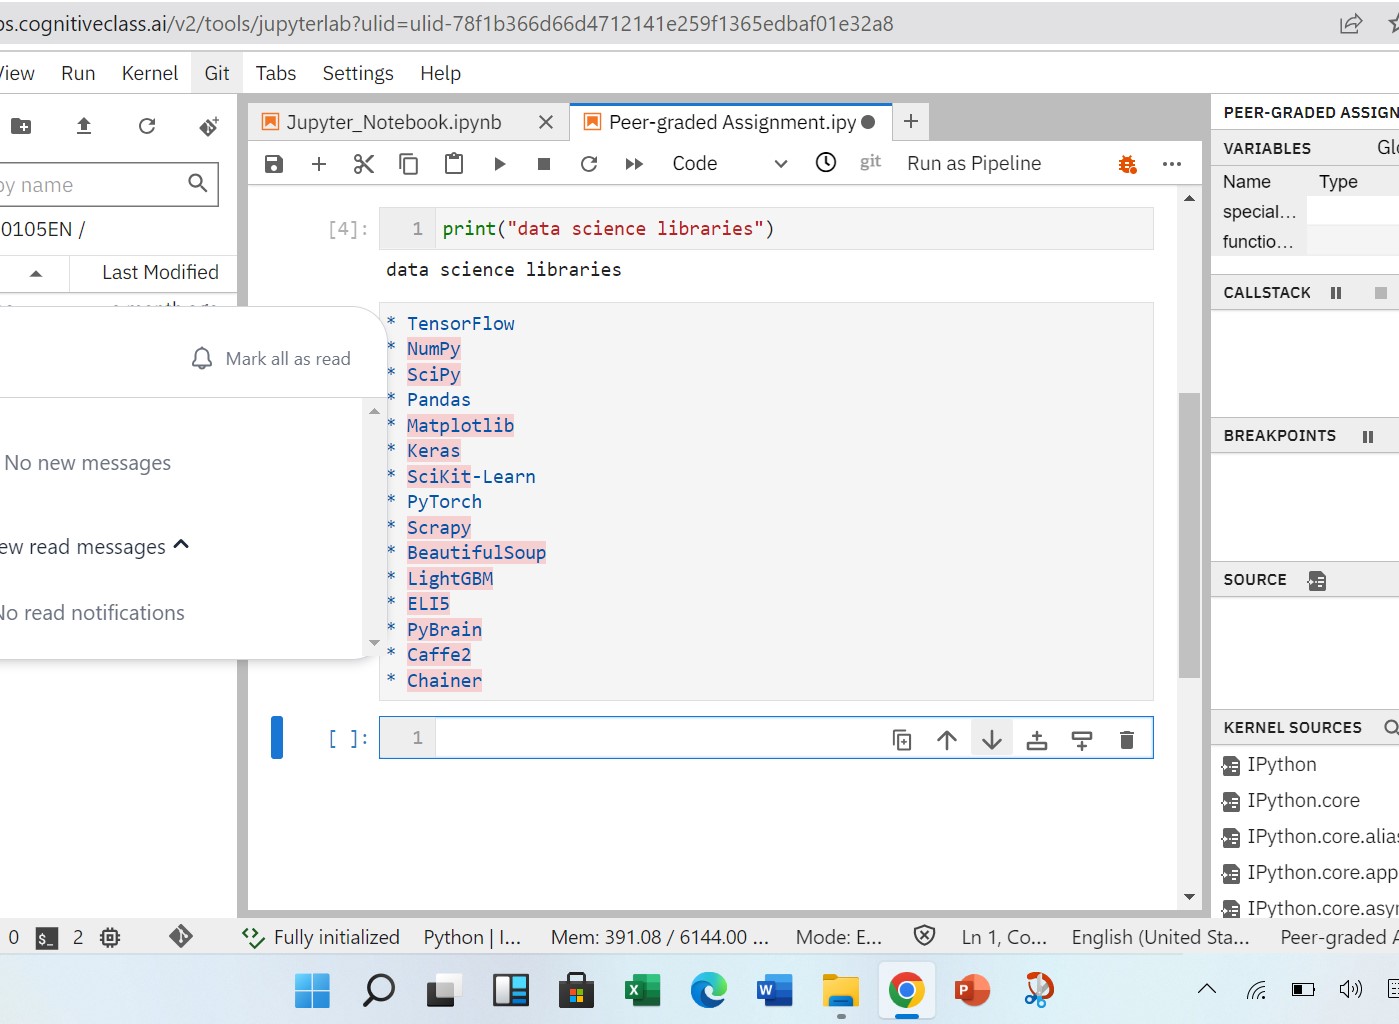 os.cognitiveclass.ai/v2/tools/jupyterlab?ulid=ulid-78f1b366d66d4712141e259f1365edbaf01e32a8
View Run Kernel Git Tabs Settings Help
Jupyter_Notebook.ipynb
Peer-graded Assignment.ipy
PEER-GRADED ASSIGN
Code
git
Run as Pipeline
VARIABLES
Glo
by name
Name Type
special...
functio...
0105EN /
Last Modified
[4]: 1 print("data science libraries")
data science libraries
CALLSTACK
Mark all as read
No new messages
ew read messages
No read notifications
* TensorFlow
* NumPy
* SciPy
* Pandas
* Matplotlib
* Keras
* SciKit-Learn
* PyTorch
* Scrapy
* BeautifulSoup
* LightGBM
* ELI5
* PyBrain
* Caffe2
* Chainer
[ ]: 1
BREAKPOINTS
SOURCE
KERNEL SOURCES
IPython
IPython.core
IPython.core.alias
IPython.core.app
IPython.core.asyn
0 $_ 2 Fully initialized Python | I... Mem: 391.08 / 6144.00 ... Mode: E... Ln 1, Co... English (United Sta... Peer-graded A